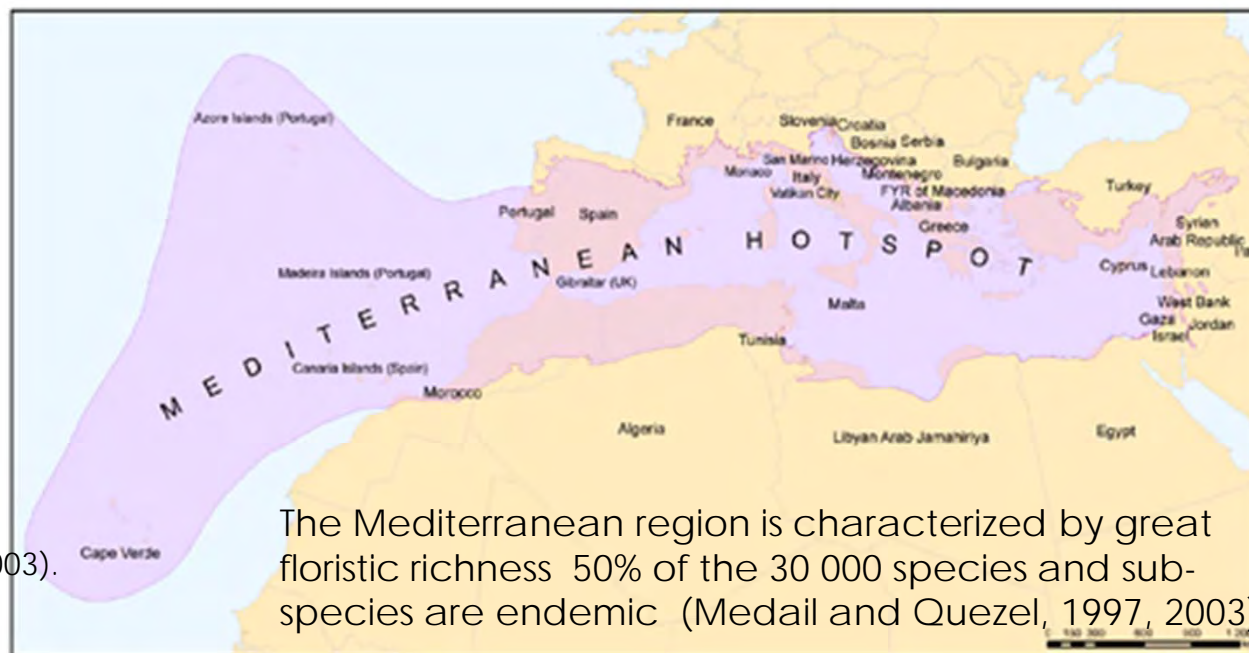 Azore Islands (Portugal)
France
Slovenia Croatia
Bosnia Serbia
San Marino Herzegovina
Bulgaria
Monaco
Italy
Montenegro
Vatikan City
FYR of Macedonia
Turkey
Albania
Portugal
Spain
Greece
Syrian
Arab Republic
MEDITERRANEAN HOTSPOT
Madeira Islands (Portugal)
Gibraltar (UK)
Cyprus
Lebanon
Malta
West Bank
Gaza
Jordan
Israel
Tunisia
Canaria Islands (Spain)
Morocco
Algeria
Libyan Arab Jamahiriya
Egypt
Cape Verde
003).
The Mediterranean region is characterized by great
floristic richness 50% of the 30 000 species and sub-
species are endemic (Medail and Quezel, 1997, 2003)